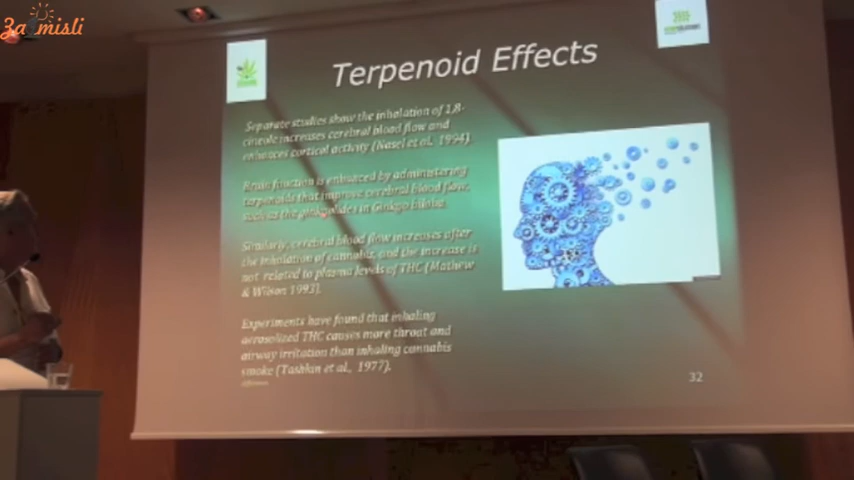 Zamisli
Terpenoid Effects
Separate studies show the inhalation of 1,8-
cineole increases cerebral blood flow and
enhances cortical activity (Nasel et al., 1994).
Brain function is enhanced by administering
terpenoids that improve cerebral blood flow,
such as the ginkgolides in Ginkgo biloba.
Similarly, cerebral blood flow increases after
the inhalation of cannabis, and the increase is
not related to plasma levels of THC (Mathew
& Wilson 1993).
Experiments have found that inhaling
aerosolized THC causes more throat and
airway irritation than inhaling cannabis
smoke (Tashkin et al., 1977).
32